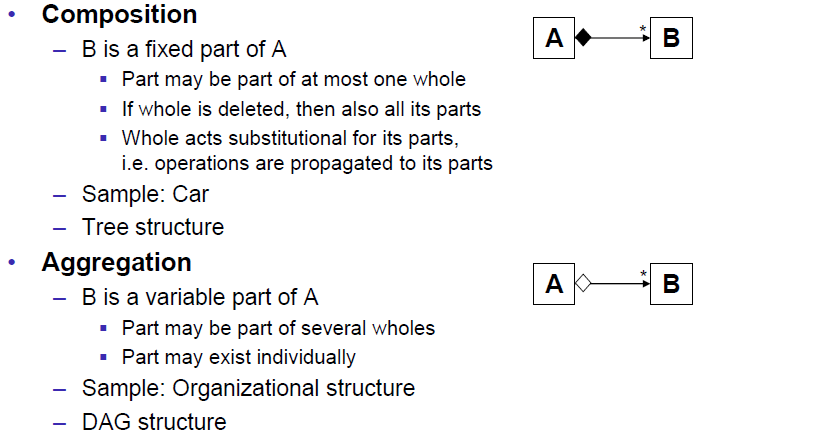 • Composition
– B is a fixed part of A
▪ Part may be part of at most one whole
▪ If whole is deleted, then also all its parts
▪ Whole acts substitutional for its parts,
i.e. operations are propagated to its parts
– Sample: Car
– Tree structure
A * B
• Aggregation
– B is a variable part of A
▪ Part may be part of several wholes
▪ Part may exist individually
– Sample: Organizational structure
– DAG structure
A * B